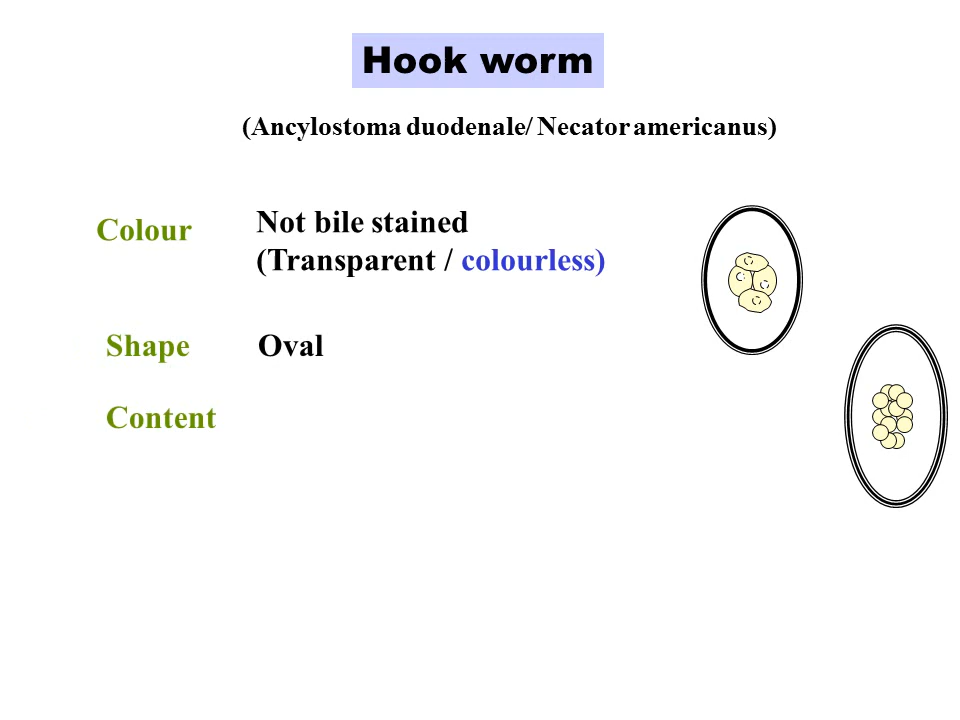 Hook worm
(Ancylostoma duodenale/ Necator americanus)
Colour
Not bile stained
(Transparent / colourless)
Shape Oval
Content